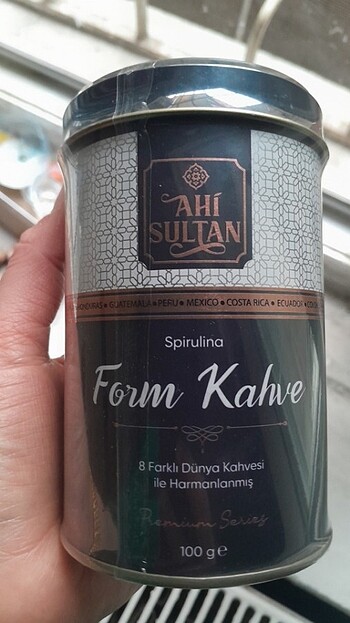 AHİ
SULTAN
HONDURAS • GUATEMALA • PERU • MEXICO • COSTA RICA • ECUADOR •
Spirulina
Form Kahve
8 Farklı Dünya Kahvesi
ile Harmanlanmış
Premium Series
100 g ℮